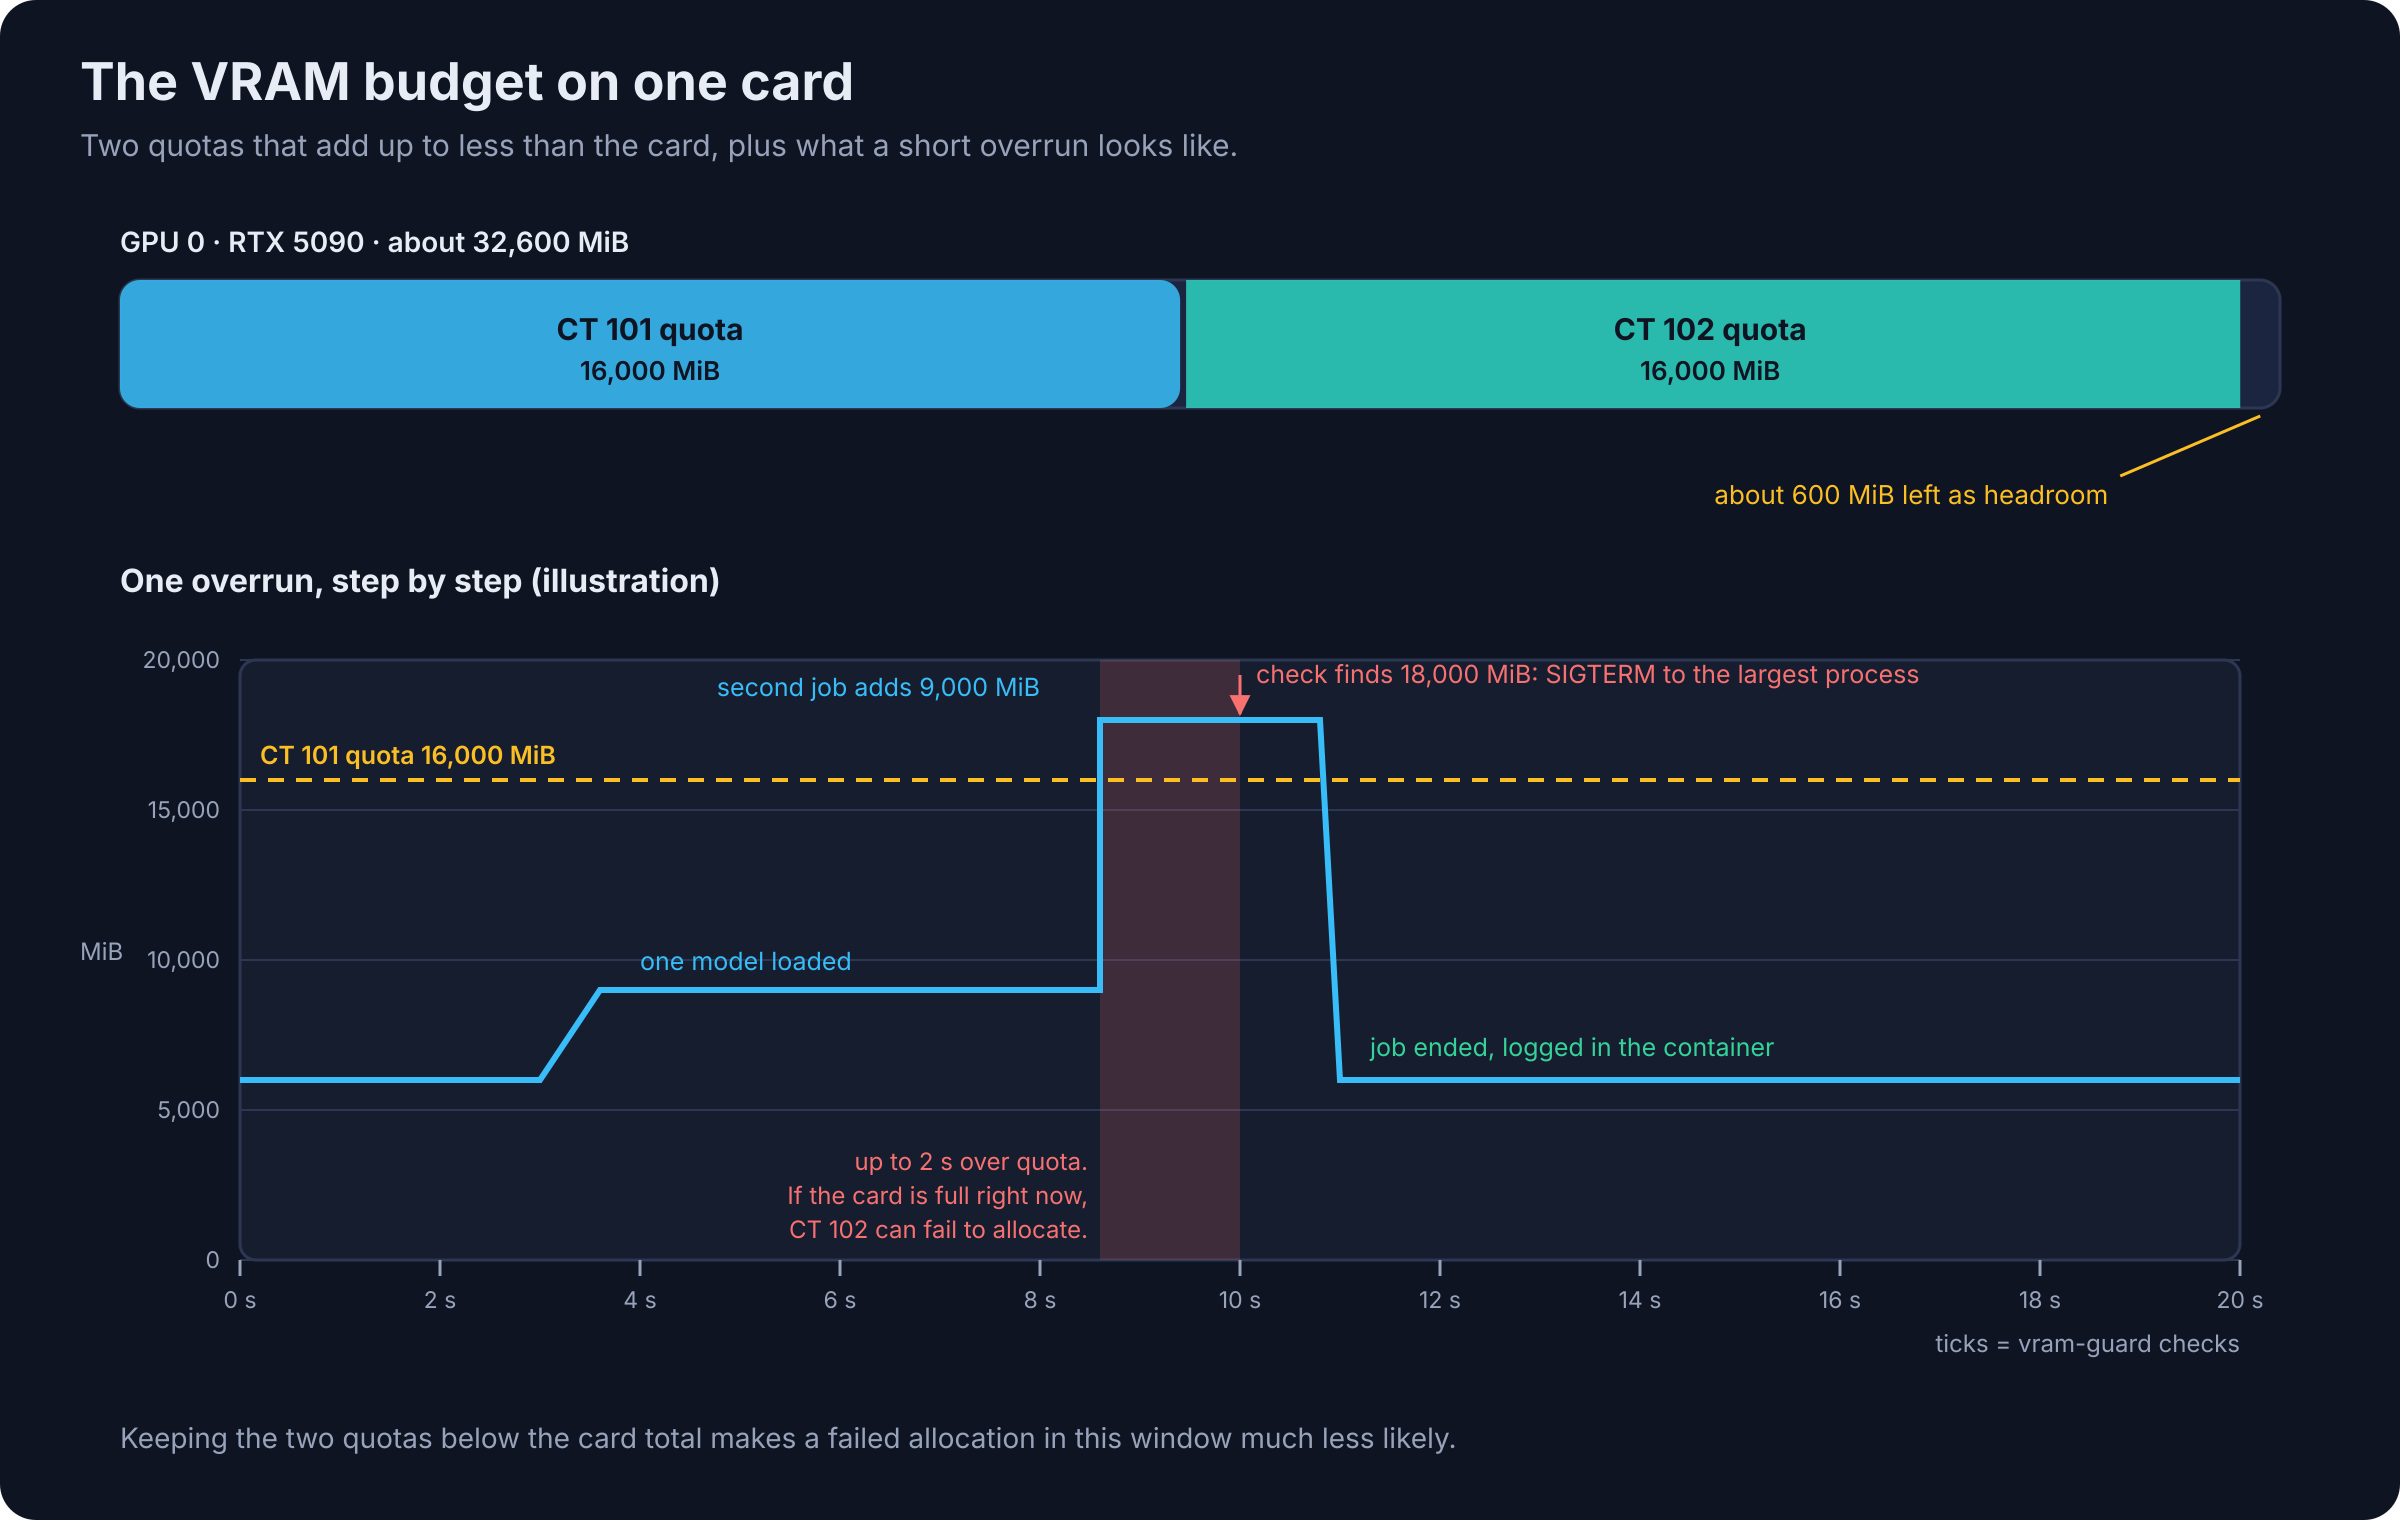 The VRAM budget on one card
Two quotas that add up to less than the card, plus what a short overrun looks like.
GPU 0 · RTX 5090 · about 32,600 MiB
CT 101 quota
16,000 MiB
CT 102 quota
16,000 MiB
about 600 MiB left as headroom
One overrun, step by step (illustration)
20,000
second job adds 9,000 MiB
check finds 18,000 MiB: SIGTERM to the largest process
CT 101 quota 16,000 MiB
15,000
MiB
10,000
one model loaded
job ended, logged in the container
5,000
up to 2 s over quota.
If the card is full right now,
CT 102 can fail to allocate.
0
0 s
2 s
4 s
6 s
8 s
10 s
12 s
14 s
16 s
18 s
20 s
ticks = vram-guard checks
Keeping the two quotas below the card total makes a failed allocation in this window much less likely.